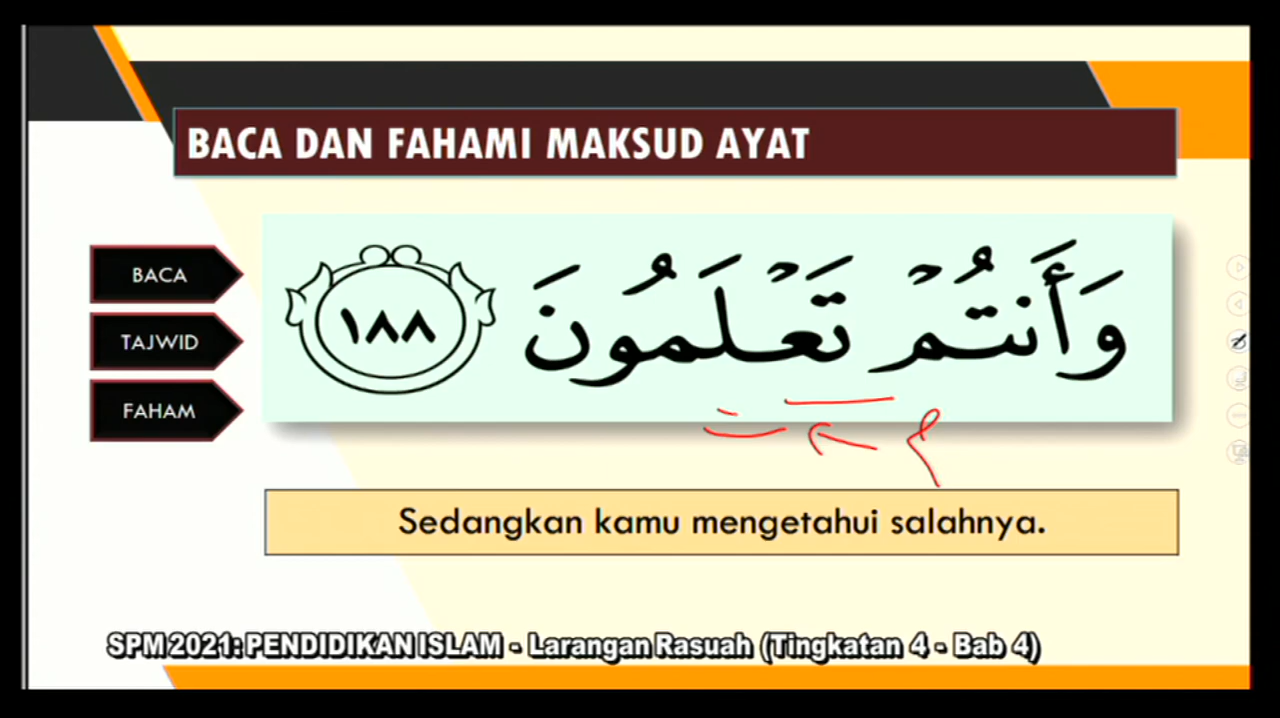 BACA DAN FAHAMI MAKSUD AYAT
BACA
TAJWID
FAHAM
وَأَنتُمْ تَعْلَمُونَ ١٨٨
م
Sedangkan kamu mengetahui salahnya.
SPM 2021: PENDIDIKAN ISLAM - Larangan Rasuah (Tingkatan 4 - Bab 4)